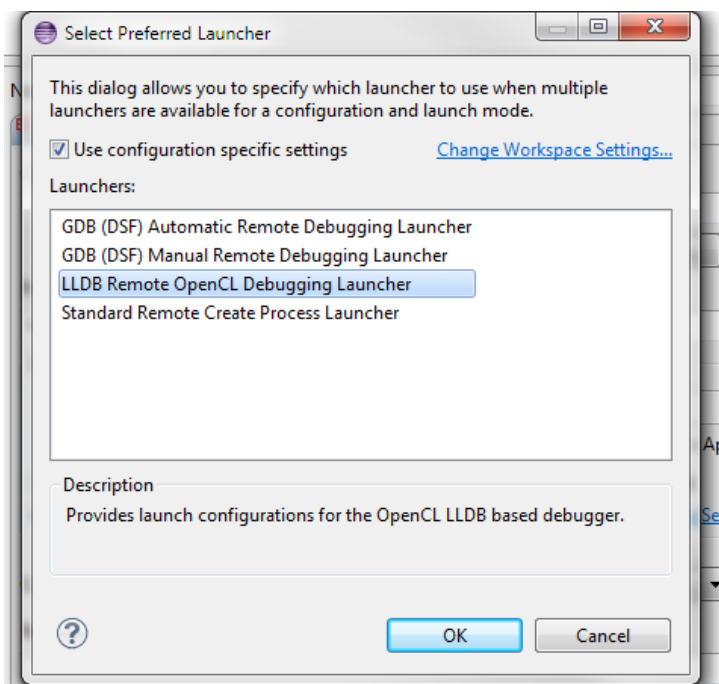 Select Preferred Launcher
This dialog allows you to specify which launcher to use when multiple
launchers are available for a configuration and launch mode.
Use configuration specific settings
Change Workspace Settings...
Launchers:
GDB (DSF) Automatic Remote Debugging Launcher
GDB (DSF) Manual Remote Debugging Launcher
LLDB Remote OpenCL Debugging Launcher
Standard Remote Create Process Launcher
Description
Provides launch configurations for the OpenCL LLDB based debugger.
OK
Cancel